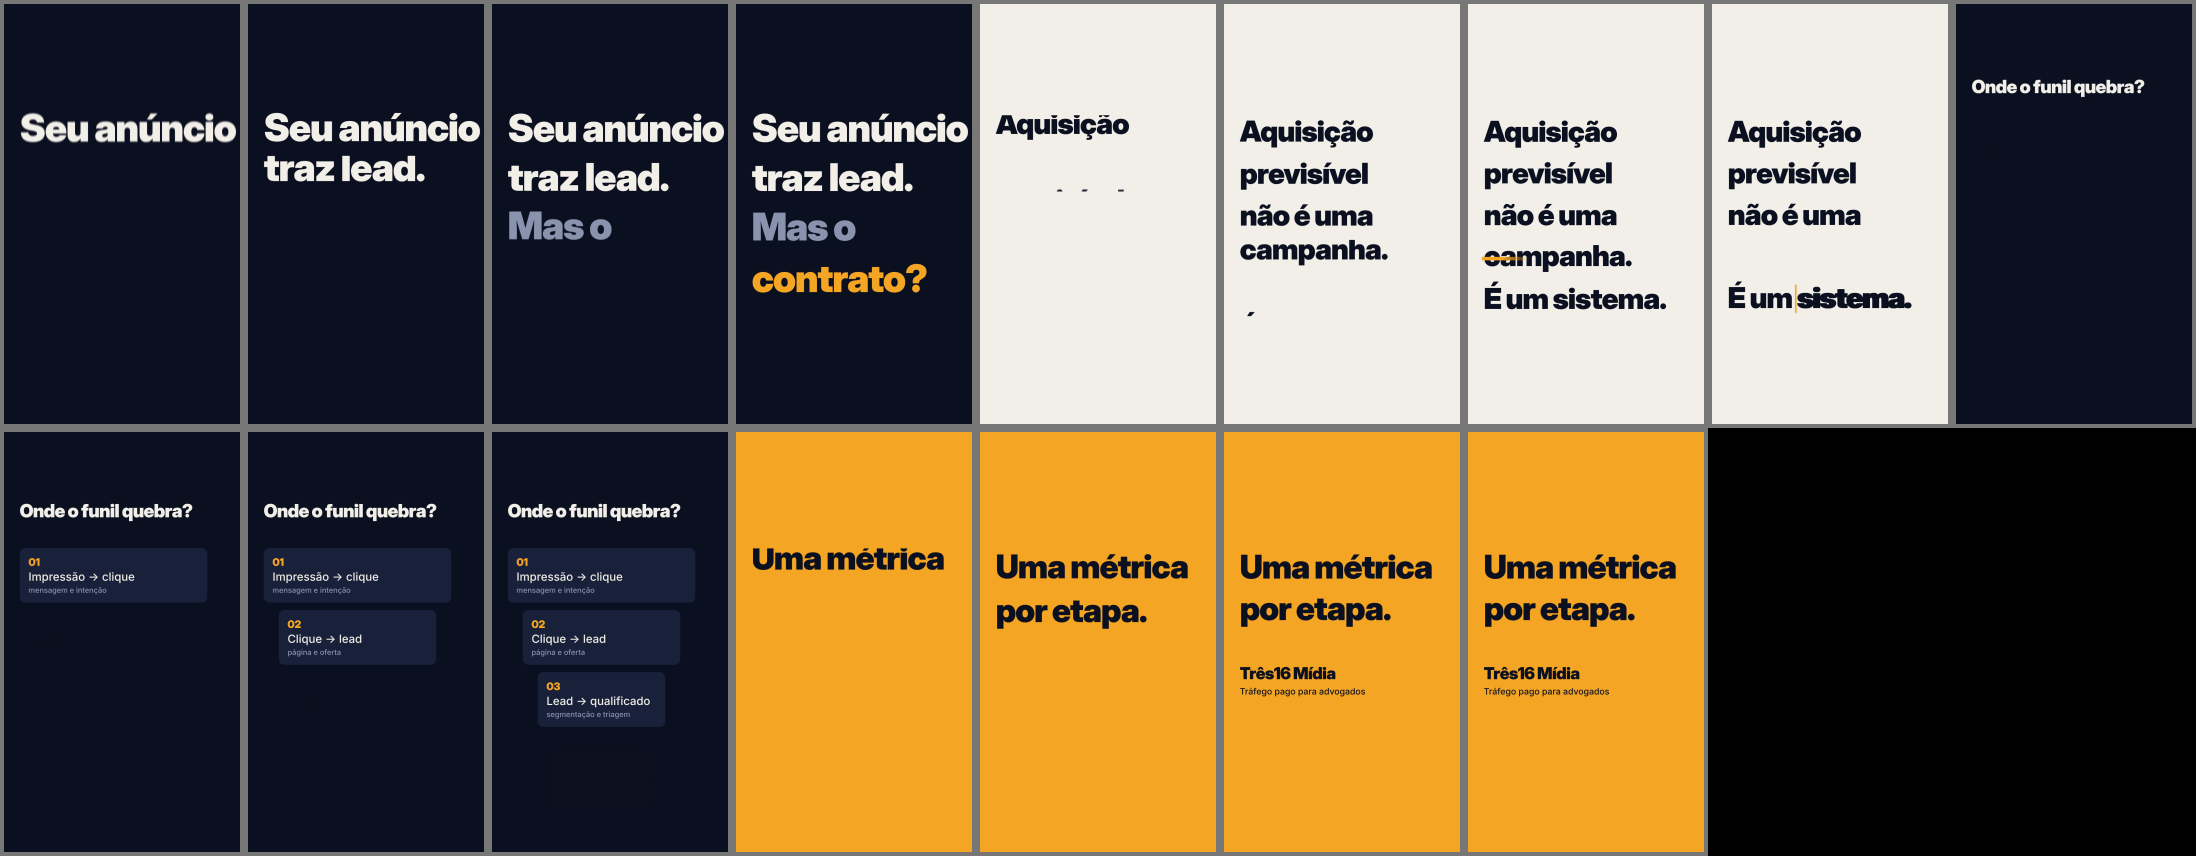 Seu anúncio
Seu anúncio
traz lead.
Seu anúncio
traz lead.
Mas o
Seu anúncio
traz lead.
Mas o
contrato?
Aquisição
Aquisição
previsível
não é uma
campanha.
Aquisição
previsível
não é uma
campanha.
É um sistema.
Aquisição
previsível
não é uma
É um sistema.
Onde o funil quebra?
Onde o funil quebra?
01
Impressão → clique
mensagem e intenção
Onde o funil quebra?
01
Impressão → clique
mensagem e intenção
02
Clique → lead
página e oferta
Onde o funil quebra?
01
Impressão → clique
mensagem e intenção
02
Clique → lead
página e oferta
03
Lead → qualificado
segmentação e triagem
Uma métrica
Uma métrica
por etapa.
Uma métrica
por etapa.
Três16 Mídia
Tráfego pago para advogados
Uma métrica
por etapa.
Três16 Mídia
Tráfego pago para advogados